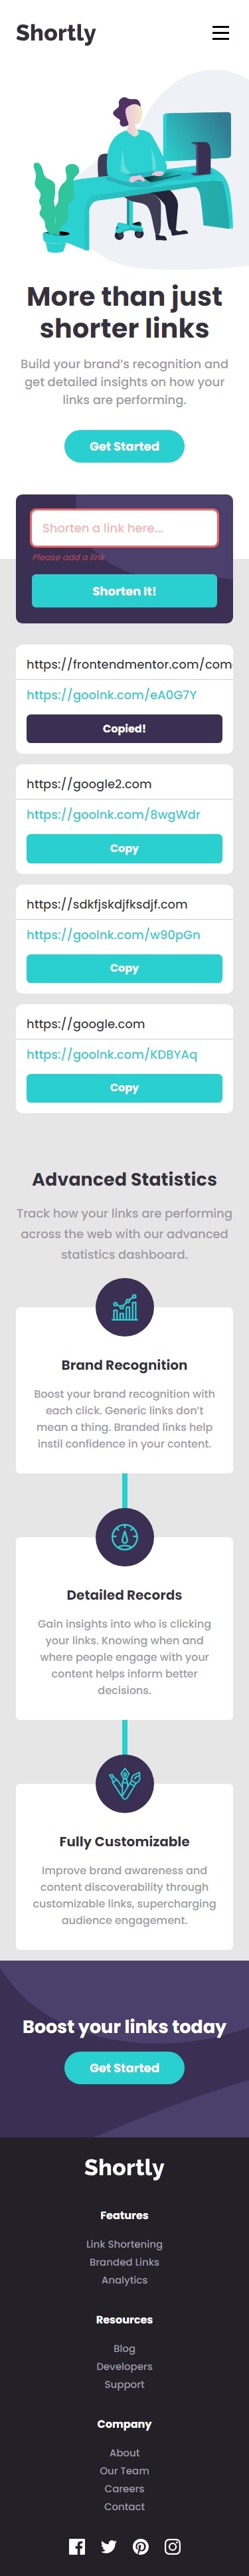 Shortly
More than just
shorter links
Build your brand's recognition and
get detailed insights on how your
links are performing.
Get Started
Shorten a link here...
Please add a link
Shorten It!
https://frontendmentor.com/com
https://goolnk.com/eA0G7Y
Copied!
https://google2.com
https://goolnk.com/8wgWdr
Copy
https://sdkfjskdjfksdjf.com
https://goolnk.com/w90pGn
Copy
https://google.com
https://goolnk.com/KDBYAq
Copy
Advanced Statistics
Track how your links are performing
across the web with our advanced
statistics dashboard.
Brand Recognition
Boost your brand recognition with
each click. Generic links don't
mean a thing. Branded links help
instil confidence in your content.
Detailed Records
Gain insights into who is clicking
your links. Knowing when and
where people engage with your
content helps inform better
decisions.
Fully Customizable
Improve brand awareness and
content discoverability through
customizable links, supercharging
audience engagement.
Boost your links today
Get Started
Shortly
Features
Link Shortening
Branded Links
Analytics
Resources
Blog
Developers
Support
Company
About
Our Team
Careers
Contact